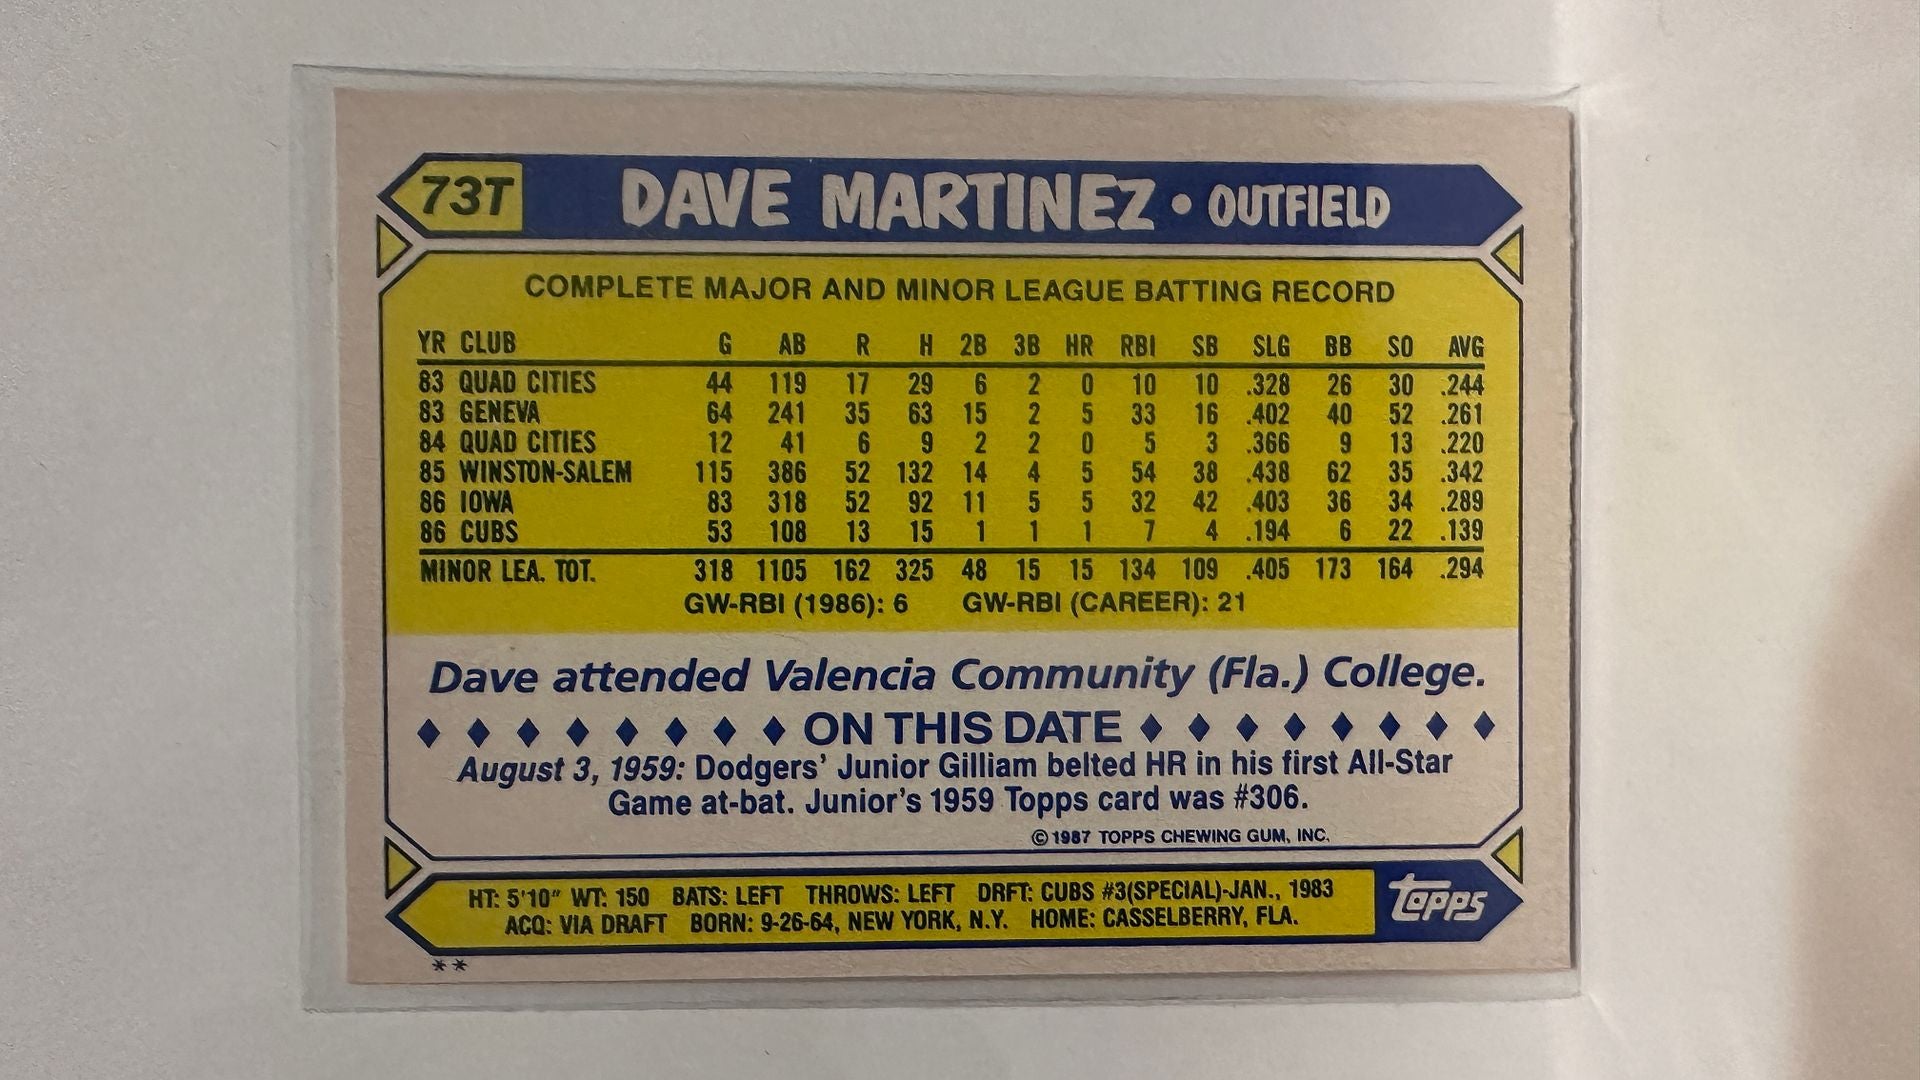 73T DAVE MARTINEZ • OUTFIELD
COMPLETE MAJOR AND MINOR LEAGUE BATTING RECORD
YR CLUB G AB R H 2B 3B HR RBI SB SLG BB SO AVG
83 QUAD CITIES 44 119 17 29 6 2 0 10 10 .328 26 30 .244
83 GENEVA 64 241 35 63 15 2 5 33 16 .402 40 52 .261
84 QUAD CITIES 12 41 6 9 2 2 0 5 3 .366 9 13 .220
85 WINSTON-SALEM 115 386 52 132 14 4 5 54 38 .438 62 35 .342
86 IOWA 83 318 52 92 11 5 5 32 42 .403 36 34 .289
86 CUBS 53 108 13 15 1 1 1 7 4 .194 6 22 .139
MINOR LEA. TOT. 318 1105 162 325 48 15 15 134 109 .405 173 164 .294
GW-RBI (1986): 6 GW-RBI (CAREER): 21
Dave attended Valencia Community (Fla.) College.
♦ ♦ ♦ ♦ ♦ ♦ ♦ ♦ ON THIS DATE ♦ ♦ ♦ ♦ ♦ ♦ ♦ ♦
August 3, 1959: Dodgers' Junior Gilliam belted HR in his first All-Star
Game at-bat. Junior's 1959 Topps card was #306.
© 1987 TOPPS CHEWING GUM, INC.
HT: 5'10" WT: 150 BATS: LEFT THROWS: LEFT DRFT: CUBS #3(SPECIAL)-JAN., 1983
ACQ: VIA DRAFT BORN: 9-26-64, NEW YORK, N.Y. HOME: CASSELBERRY, FLA.
topps
**